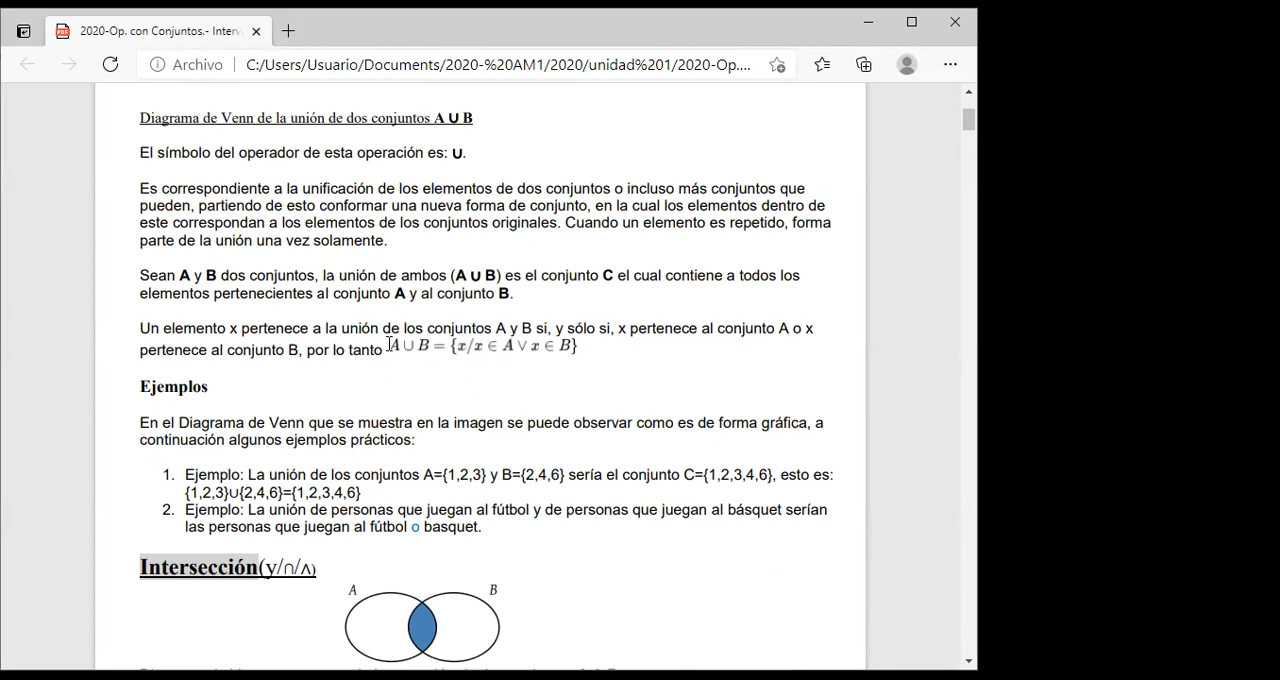 2020-Op. con Conjuntos.- Interv
Archivo
C:/Users/Usuario/Documents/2020-%20AM1/2020/unidad%201/2020-Op....
Diagrama de Venn de la unión de dos conjuntos A ∪ B
El símbolo del operador de esta operación es: ∪.
Es correspondiente a la unificación de los elementos de dos conjuntos o incluso más conjuntos que
pueden, partiendo de esto conformar una nueva forma de conjunto, en la cual los elementos dentro de
este correspondan a los elementos de los conjuntos originales. Cuando un elemento es repetido, forma
parte de la unión una vez solamente.
Sean A y B dos conjuntos, la unión de ambos (A ∪ B) es el conjunto C el cual contiene a todos los
elementos pertenecientes al conjunto A y al conjunto B.
Un elemento x pertenece a la unión de los conjuntos A y B si, y sólo si, x pertenece al conjunto A o x
pertenece al conjunto B, por lo tanto A ∪ B = {x/x ∈ A ∨ x ∈ B}
Ejemplos
En el Diagrama de Venn que se muestra en la imagen se puede observar como es de forma gráfica, a
continuación algunos ejemplos prácticos:
1. Ejemplo: La unión de los conjuntos A={1,2,3} y B={2,4,6} sería el conjunto C={1,2,3,4,6}, esto es:
{1,2,3}∪{2,4,6}={1,2,3,4,6}
2. Ejemplo: La unión de personas que juegan al fútbol y de personas que juegan al básquet serían
las personas que juegan al fútbol o basquet.
Intersección(y/∩/∧)
A B